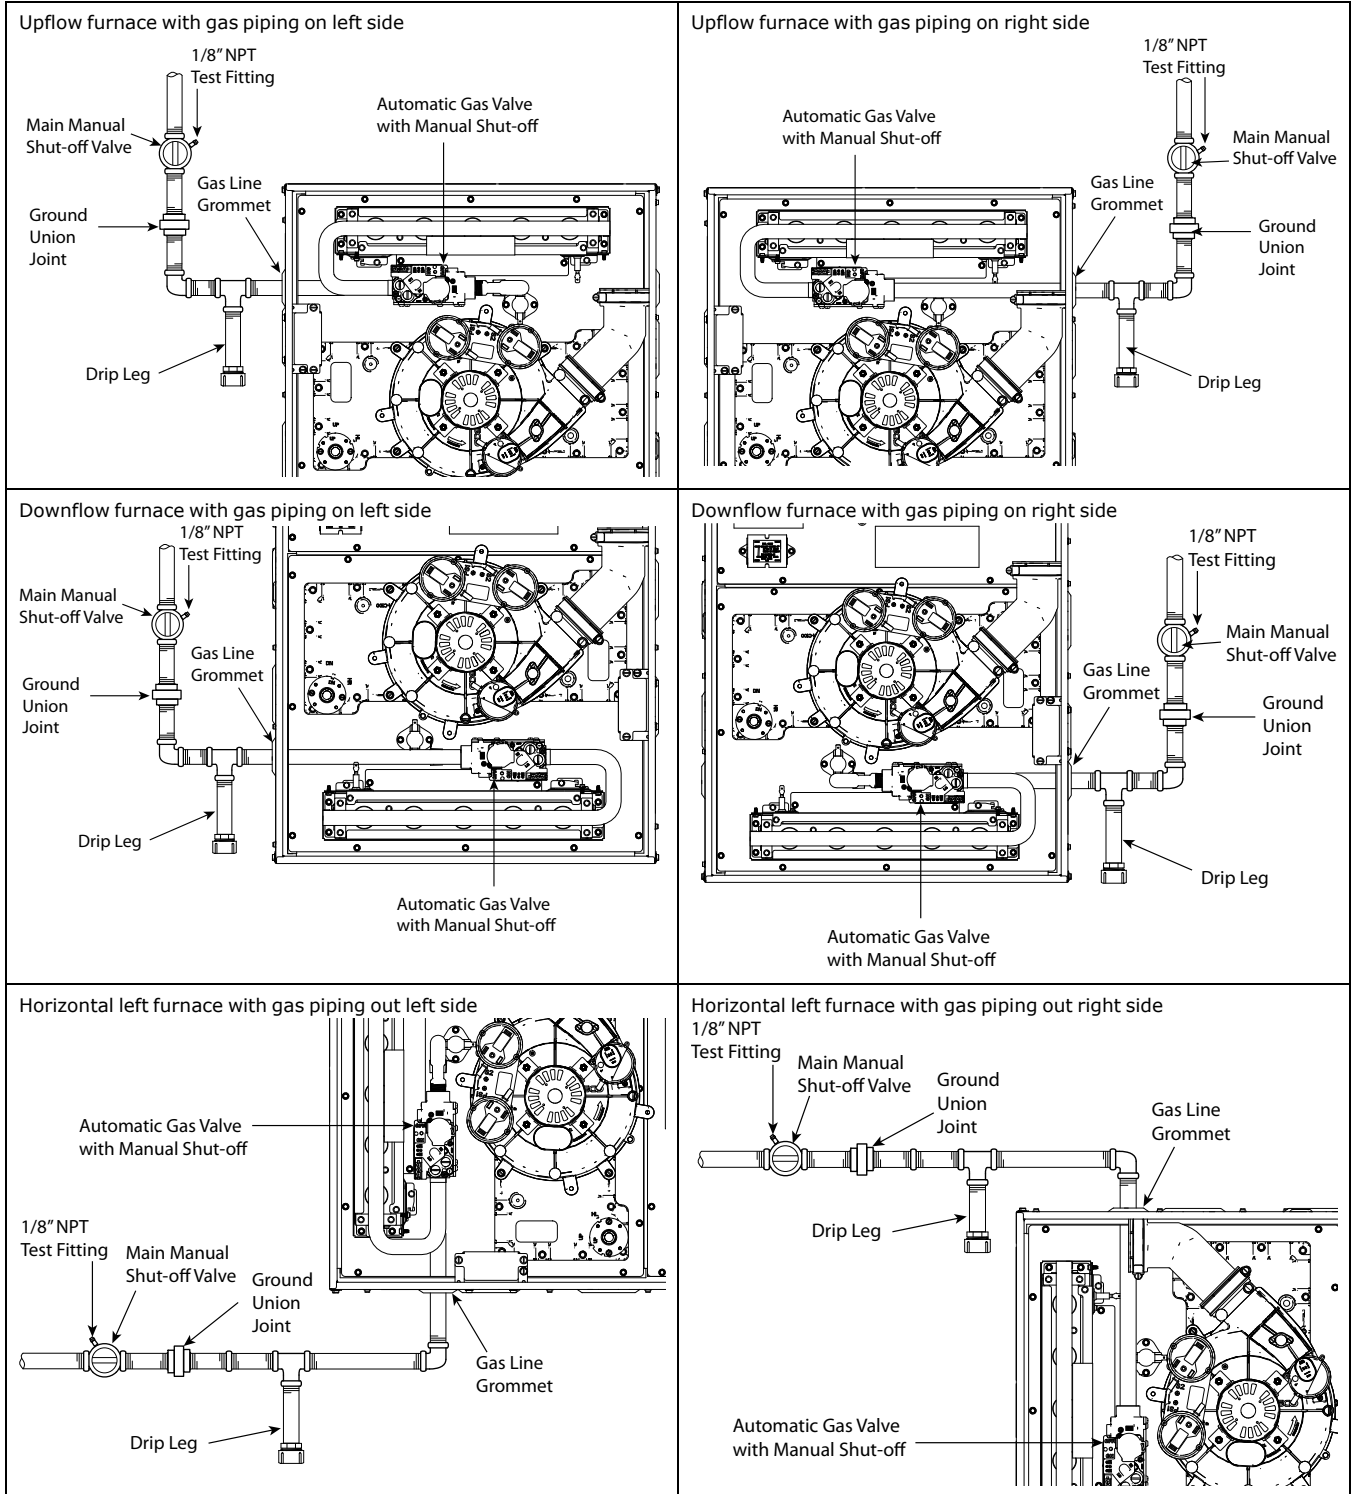 Upflow furnace with gas piping on left side
1/8” NPT
Test Fitting
Automatic Gas Valve
with Manual Shut-off
Main Manual
Shut-off Valve
Gas Line
Grommet
Ground
Union
Joint
Drip Leg
Upflow furnace with gas piping on right side
1/8” NPT
Test Fitting
Automatic Gas Valve
with Manual Shut-off
Main Manual
Shut-off Valve
Gas Line
Grommet
Ground
Union
Joint
Drip Leg
Downflow furnace with gas piping on left side
1/8” NPT
Test Fitting
Main Manual
Shut-off Valve
Gas Line
Grommet
Ground
Union
Joint
Drip Leg
Automatic Gas Valve
with Manual Shut-off
Downflow furnace with gas piping on right side
1/8” NPT
Test Fitting
Main Manual
Shut-off Valve
Gas Line
Grommet
Ground
Union
Joint
Drip Leg
Automatic Gas Valve
with Manual Shut-off
Horizontal left furnace with gas piping out left side
Automatic Gas Valve
with Manual Shut-off
1/8” NPT
Test Fitting
Main Manual
Shut-off Valve
Ground
Union
Joint
Gas Line
Grommet
Drip Leg
Horizontal left furnace with gas piping out right side
1/8” NPT
Test Fitting
Main Manual
Shut-off Valve
Ground
Union
Joint
Gas Line
Grommet
Drip Leg
Automatic Gas Valve
with Manual Shut-off